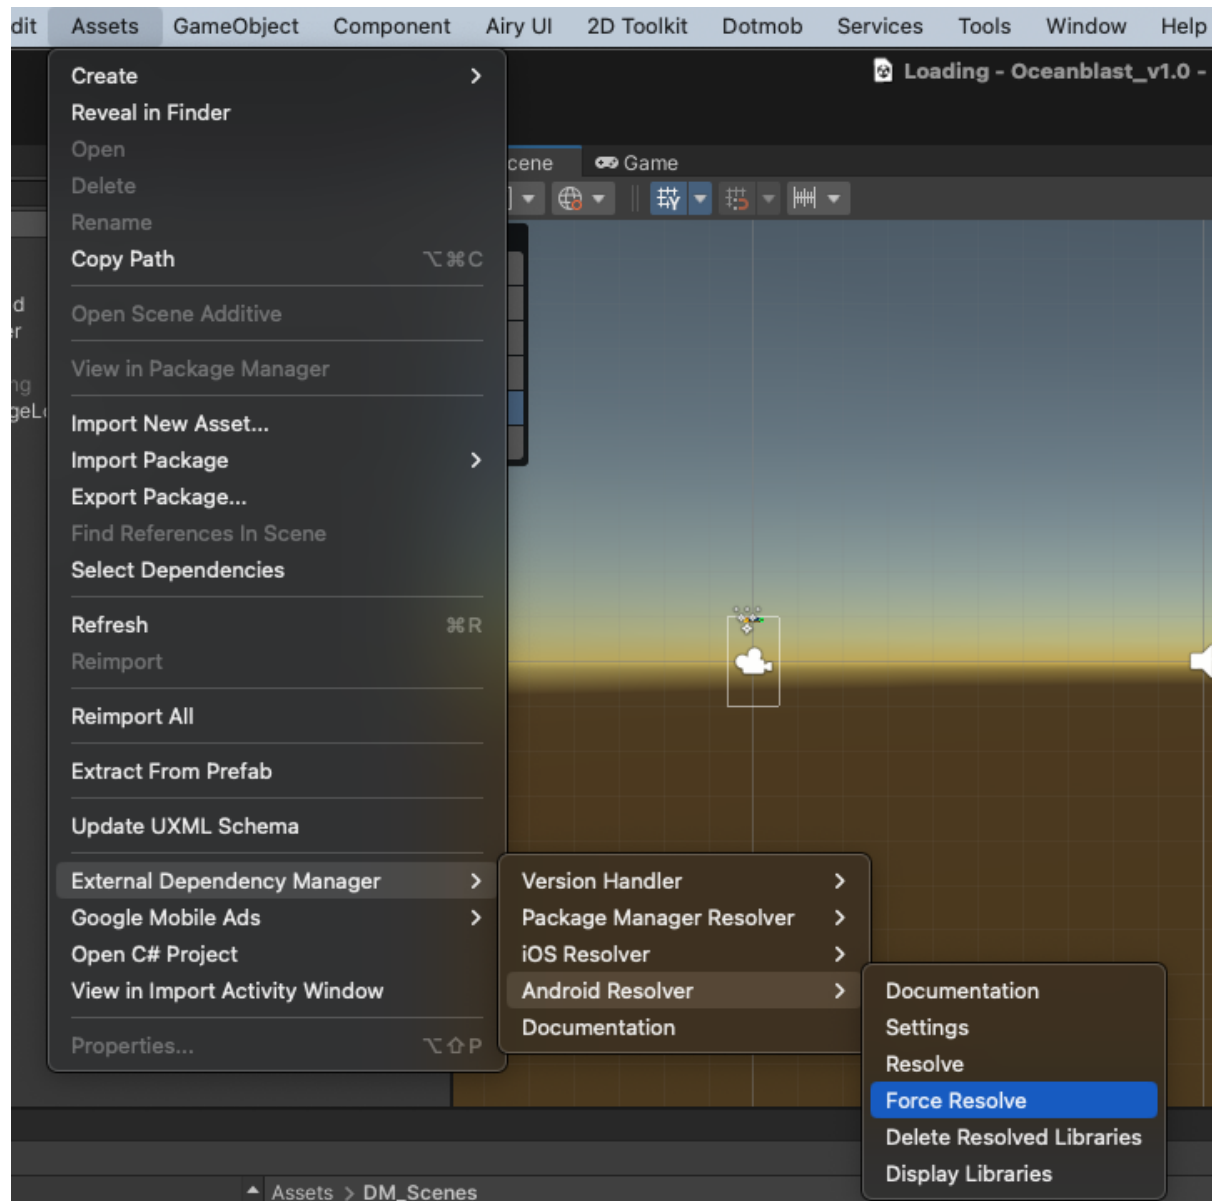 dit Assets GameObject Component Airy UI 2D Toolkit Dotmob Services Tools Window Help
Loading - Oceanblast_v1.0 -
Create
Reveal in Finder
Open
Delete
Rename
Copy Path ⌥⌘C
Open Scene Additive
View in Package Manager
Import New Asset...
Import Package
Export Package...
Find References In Scene
Select Dependencies
Refresh ⌘R
Reimport
Reimport All
Extract From Prefab
Update UXML Schema
External Dependency Manager
Google Mobile Ads
Open C# Project
View in Import Activity Window
Properties... ⌥⇧P
cene Game
d
er
ng
geLo
Version Handler
Package Manager Resolver
iOS Resolver
Android Resolver
Documentation
Documentation
Settings
Resolve
Force Resolve
Delete Resolved Libraries
Display Libraries
Assets > DM_Scenes